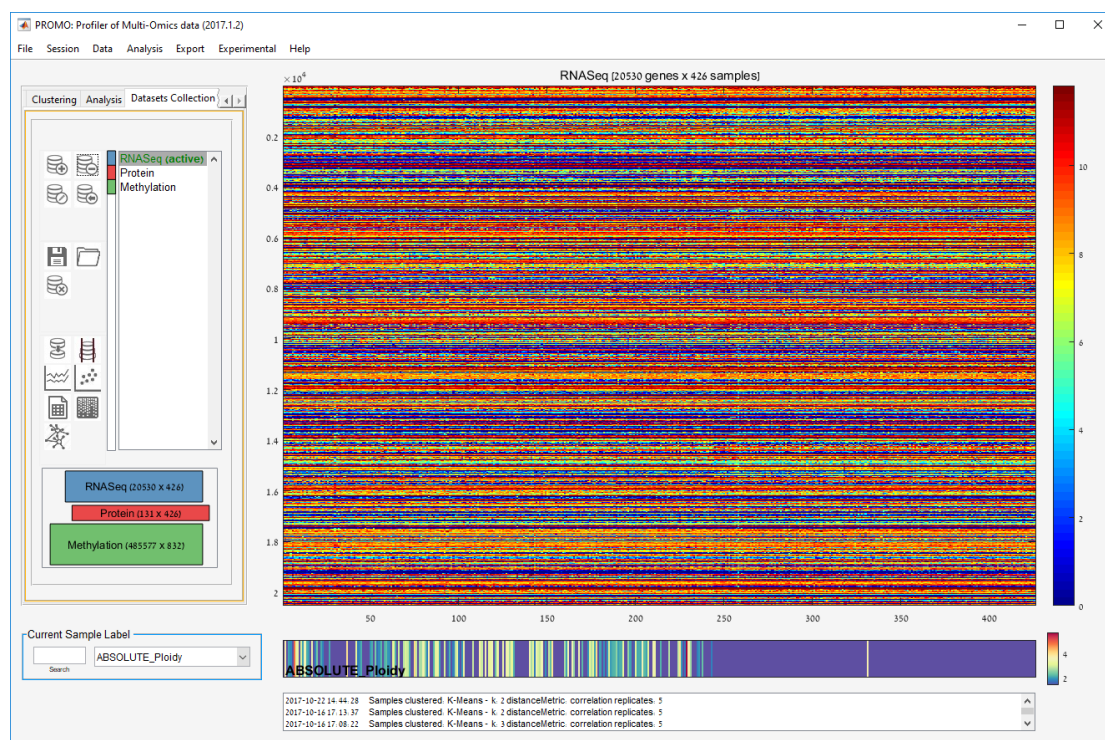 PROMO: Profiler of Multi-Omics data (2017.1.2)
File Session Data Analysis Export Experimental Help
Clustering Analysis Datasets Collection
RNASeq (active)
Protein
Methylation
RNASeq (20530 x 426)
Protein (131 x 426)
Methylation (485577 x 832)
Current Sample Label
Search
ABSOLUTE_Ploidy
RNASeq [20530 genes x 426 samples]
×10⁴
0.2
0.4
0.6
0.8
1
1.2
1.4
1.6
1.8
2
50 100 150 200 250 300 350 400
10
8
6
4
2
0
ABSOLUTE_Ploidy
4
2
2017-10-22 14:44:28 Samples clustered: K-Means - k: 2 distanceMetric: correlation replicates: 5
2017-10-16 17:13:37 Samples clustered: K-Means - k: 2 distanceMetric: correlation replicates: 5
2017-10-16 17:08:22 Samples clustered: K-Means - k: 3 distanceMetric: correlation replicates: 5